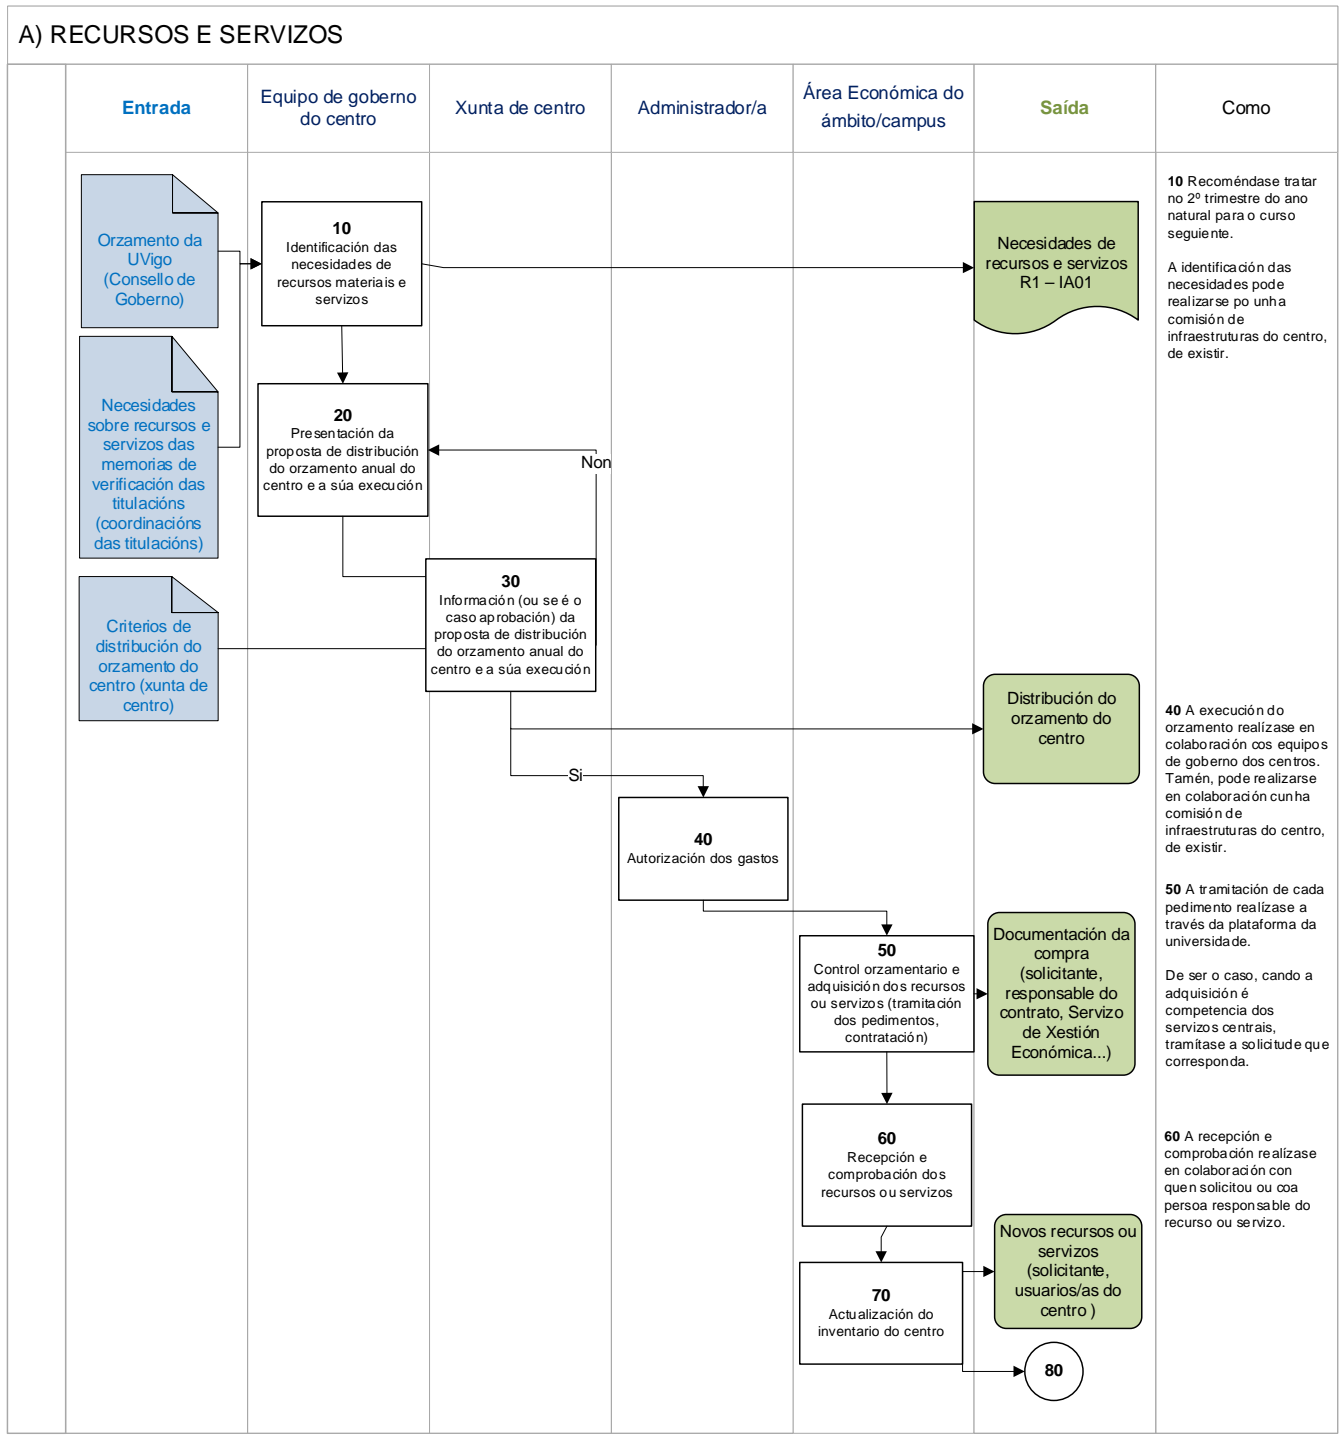 A) RECURSOS E SERVIZOS
Entrada
Equipo de goberno
do centro
Xunta de centro
Administrador/a
Área Económica do
ámbito/campus
Saída
Como
Orzamento da
UVigo
(Consello de
Goberno)
10
Identificación das
necesidades de
recursos materiais e
servizos
Necesidades de
recursos e servizos
R1 – IA01
10 Recoméndase tratar
no 2º trimestre do ano
natural para o curso
seguiente.
A identificación das
necesidades pode
realizarse po unha
comisión de
infraestruturas do centro,
de existir.
Necesidades
sobre recursos e
servizos das
memorias de
verificación das
titulacións
(coordinacións
das titulacións)
20
Presentación da
proposta de distribución
do orzamento anual do
centro e a súa execución
Non
30
Información (ou se é o
caso aprobación) da
proposta de distribución
do orzamento anual do
centro e a súa execución
Criterios de
distribución do
orzamento do
centro (xunta de
centro)
Distribución do
orzamento do
centro
Si
40 A execución do
orzamento realízase en
colaboración cos equipos
de goberno dos centros.
Tamén, pode realizarse
en colaboración cunha
comisión de
infraestruturas do centro,
de existir.
40
Autorización dos gastos
50
Control orzamentario e
adquisición dos recursos
ou servizos (tramitación
dos pedimentos,
contratación)
Documentación da
compra
(solicitante,
responsable do
contrato, Servizo
de Xestión
Económica...)
50 A tramitación de cada
pedimento realízase a
través da plataforma da
universidade.
De ser o caso, cando a
adquisición é
competencia dos
servizos centrais,
tramítase a solicitude que
corresponda.
60
Recepción e
comprobación dos
recursos ou servizos
60 A recepción e
comprobación realízase
en colaboración con
quen solicitou ou coa
persoa responsable do
recurso ou servizo.
70
Actualización do
inventario do centro
Novos recursos ou
servizos
(solicitante,
usuarios/as do
centro )
80